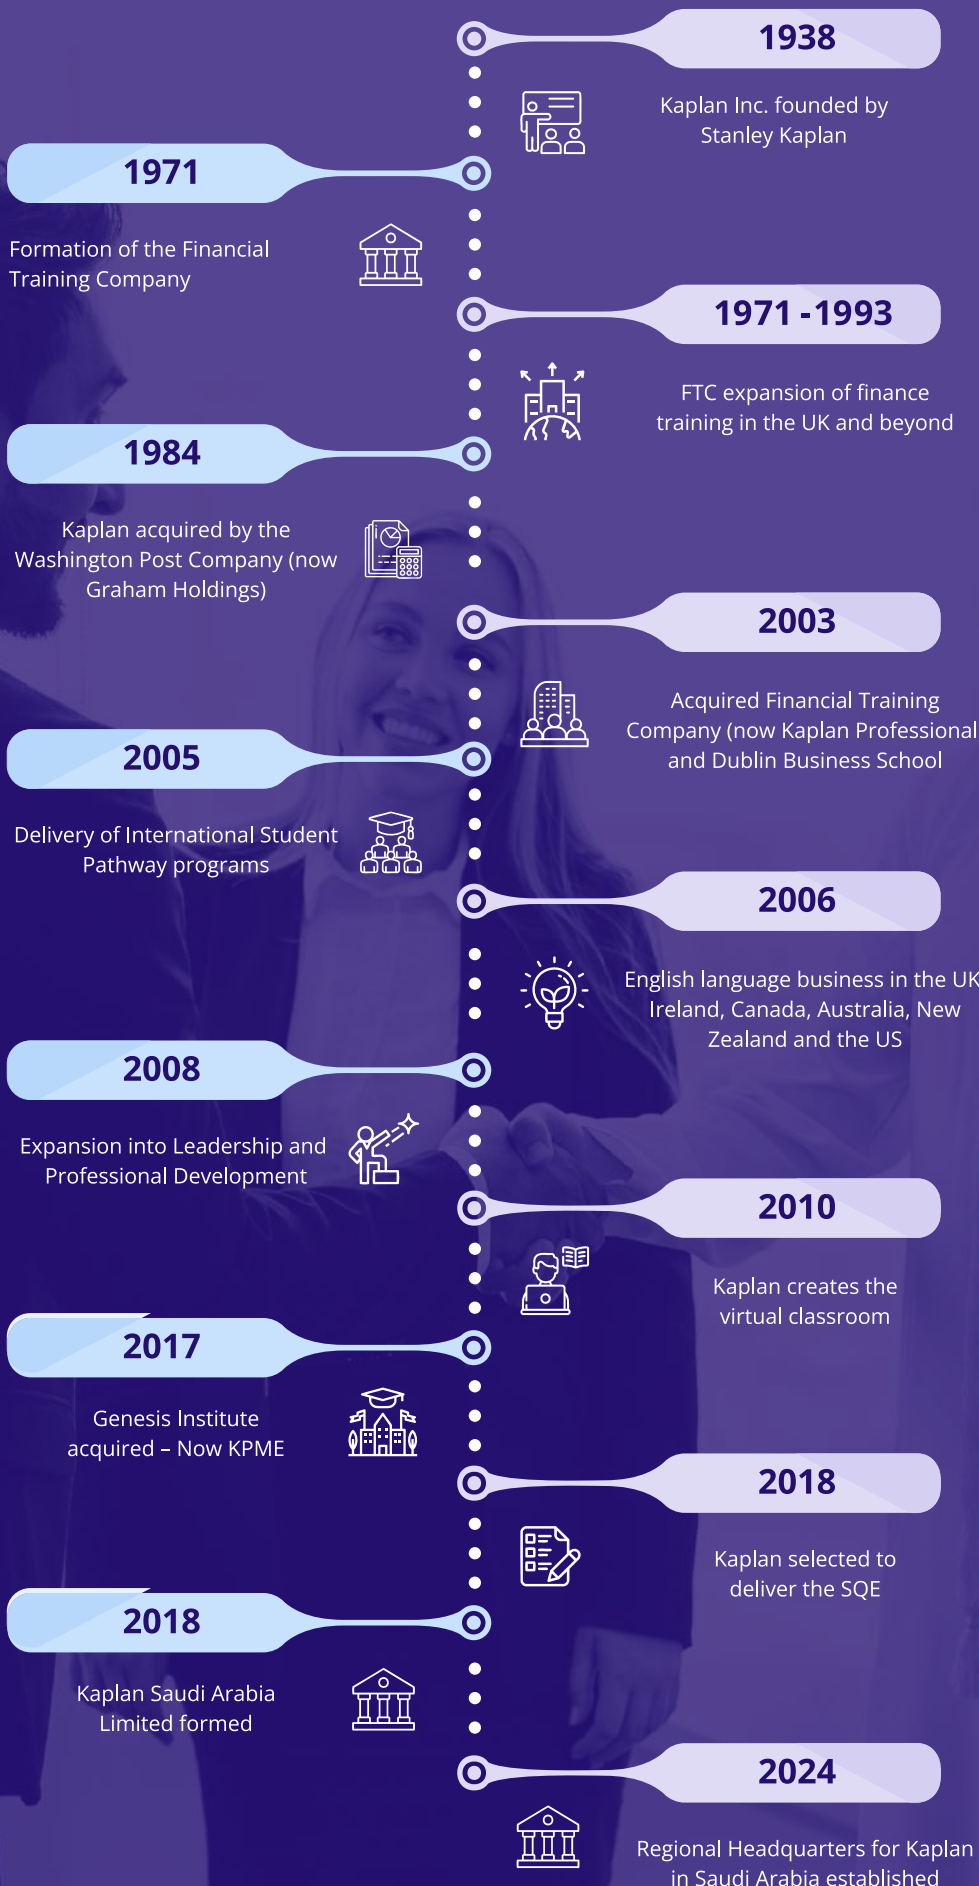 1938
Kaplan Inc. founded by
Stanley Kaplan
1971
Formation of the Financial
Training Company
1971 -1993
FTC expansion of finance
training in the UK and beyond
1984
Kaplan acquired by the
Washington Post Company (now
Graham Holdings)
2003
Acquired Financial Training
Company (now Kaplan Professional
and Dublin Business School
2005
Delivery of International Student
Pathway programs
2006
English language business in the UK
Ireland, Canada, Australia, New
Zealand and the US
2008
Expansion into Leadership and
Professional Development
2010
Kaplan creates the
virtual classroom
2017
Genesis Institute
acquired – Now KPME
2018
Kaplan selected to
deliver the SQE
2018
Kaplan Saudi Arabia
Limited formed
2024
Regional Headquarters for Kaplan
in Saudi Arabia established